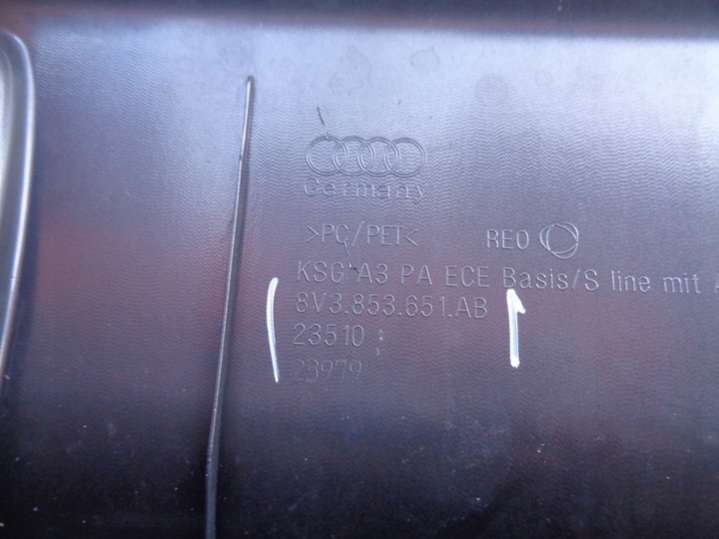 Germany
>PC/PET< REO
KSG A3 PA ECE Basis/S line mit
8V3.853.651.AB
23510 ;
23979